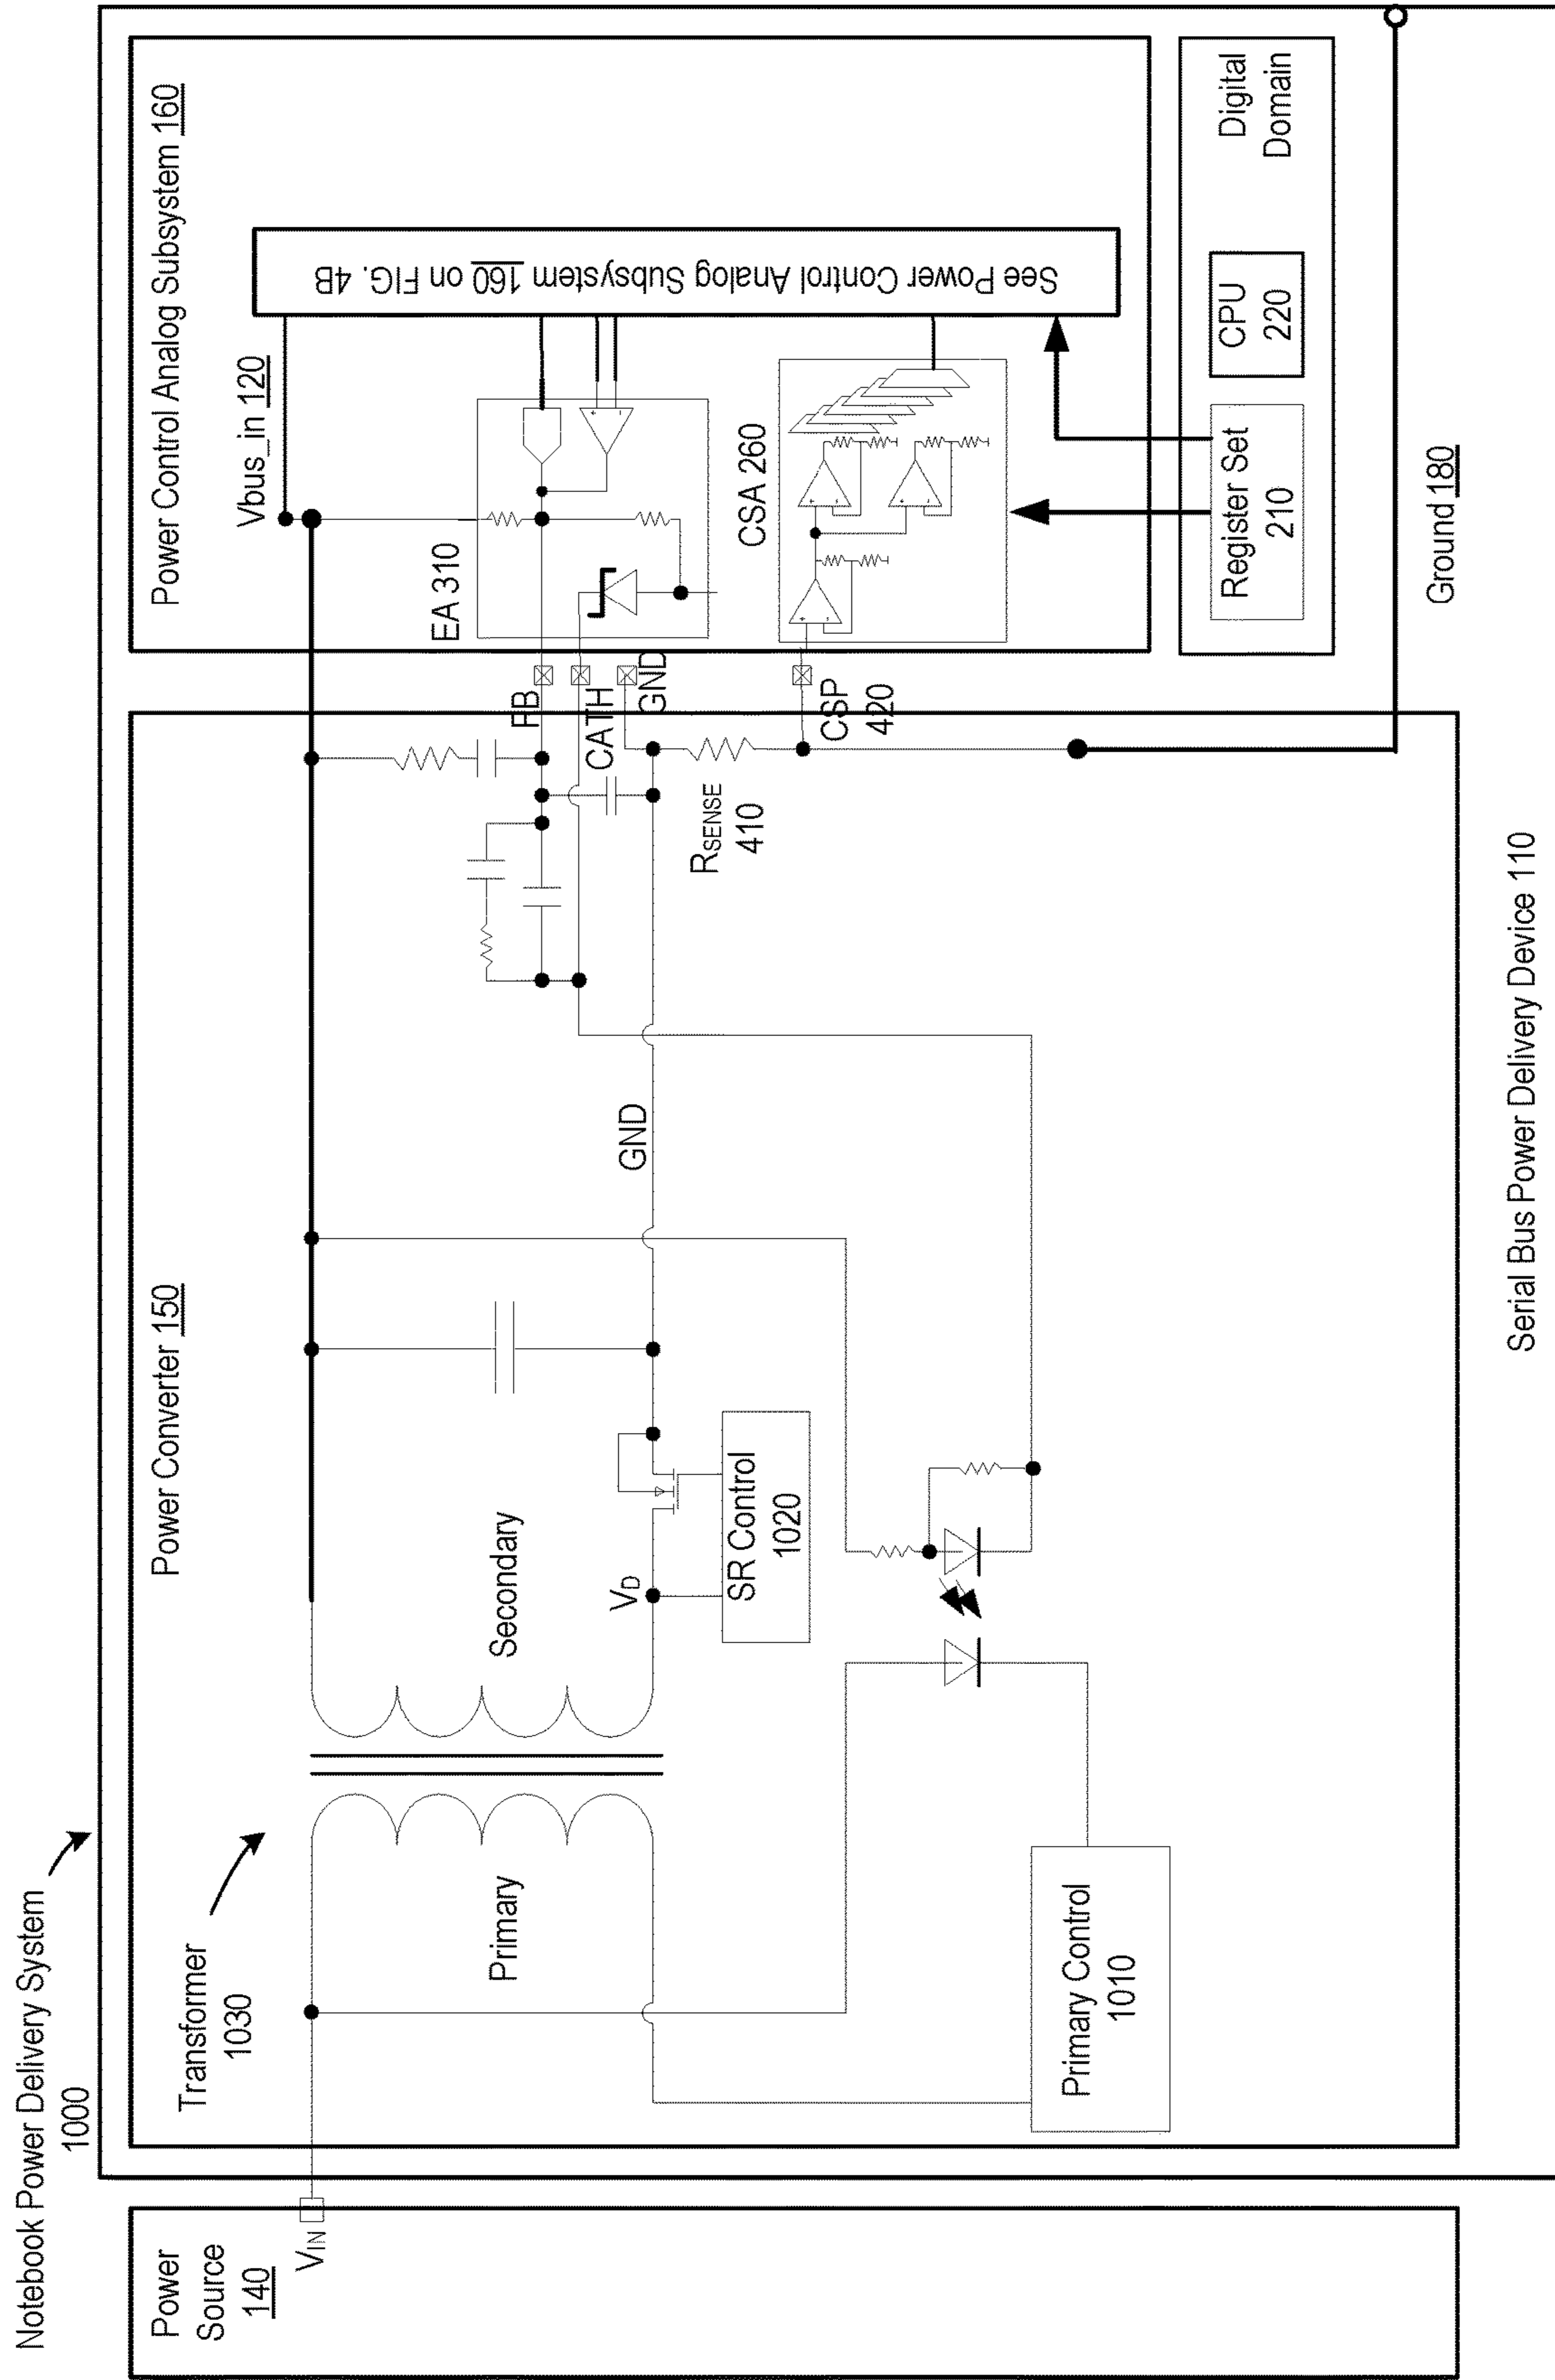 Notebook Power Delivery System
1000
Power
Source
140
VIN
Power Converter 150
Transformer
1030
Primary
Secondary
VD
SR Control
1020
Primary Control
1010
GND
RSENSE
410
FB
CATH
GND
CSP
420
Power Control Analog Subsystem 160
Vbus_in 120
EA 310
CSA 260
See Power Control Analog Subsystem 160 on FIG. 4B
Register Set
210
CPU
220
Digital
Domain
Ground 180
Serial Bus Power Delivery Device 110